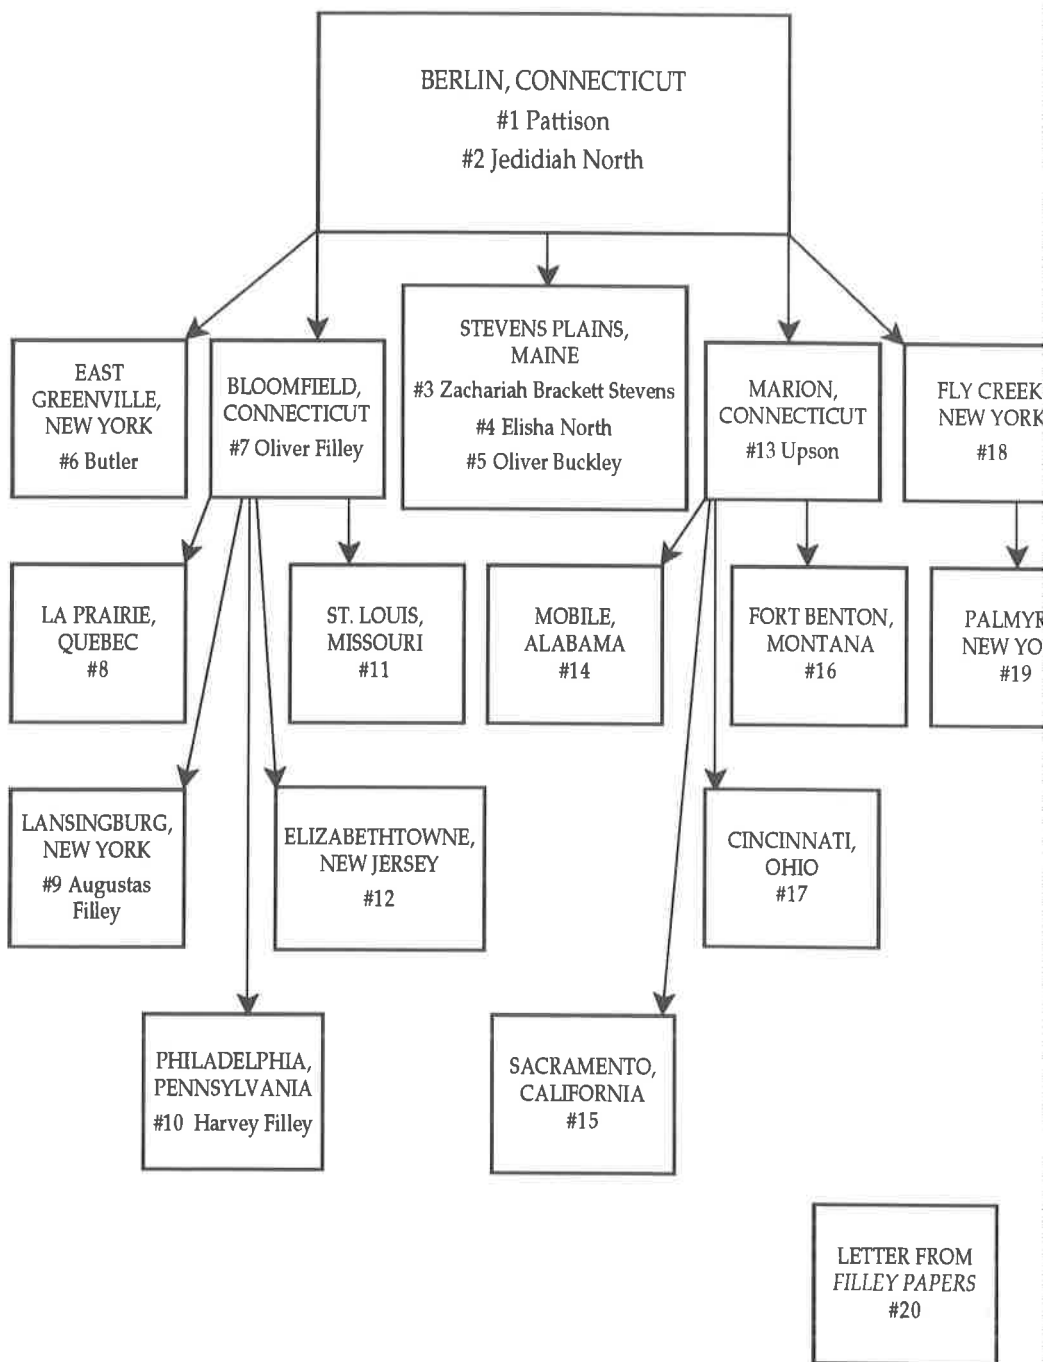 BERLIN, CONNECTICUT
#1 Pattison
#2 Jedidiah North
EAST
GREENVILLE,
NEW YORK
#6 Butler
BLOOMFIELD,
CONNECTICUT
#7 Oliver Filley
STEVENS PLAINS,
MAINE
#3 Zachariah Brackett Stevens
#4 Elisha North
#5 Oliver Buckley
MARION,
CONNECTICUT
#13 Upson
FLY CREEK
NEW YORK
#18
LA PRAIRIE,
QUEBEC
#8
ST. LOUIS,
MISSOURI
#11
MOBILE,
ALABAMA
#14
FORT BENTON,
MONTANA
#16
PALMYR
NEW YO
#19
LANSINGBURG,
NEW YORK
#9 Augustas
Filley
ELIZABETHTOWNE,
NEW JERSEY
#12
CINCINNATI,
OHIO
#17
PHILADELPHIA,
PENNSYLVANIA
#10 Harvey Filley
SACRAMENTO,
CALIFORNIA
#15
LETTER FROM
FILLEY PAPERS
#20